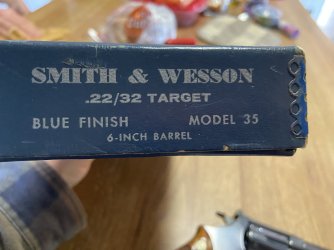 SMITH & WESSON
.22/32 TARGET
BLUE FINISH MODEL 35
6-INCH BARREL